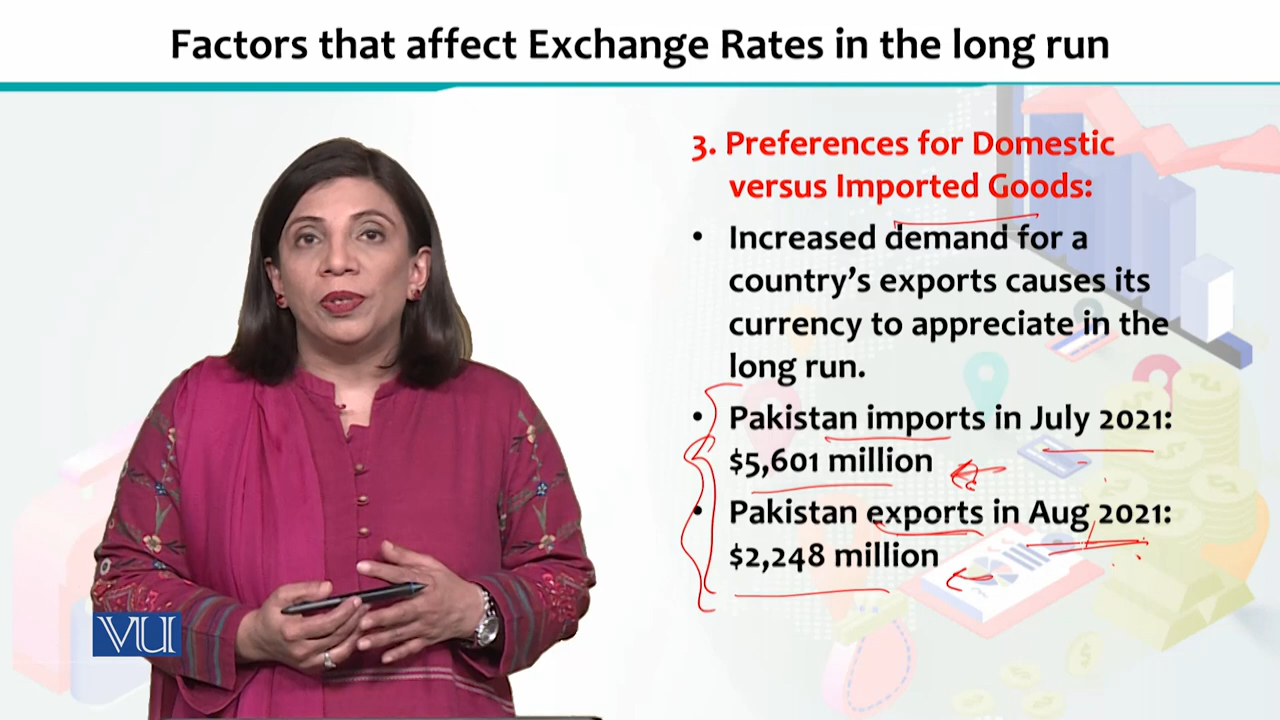 Factors that affect Exchange Rates in the long run
3. Preferences for Domestic
versus Imported Goods:
• Increased demand for a
country's exports causes its
currency to appreciate in the
long run.
• Pakistan imports in July 2021:
$5,601 million
• Pakistan exports in Aug 2021:
$2,248 million
VU